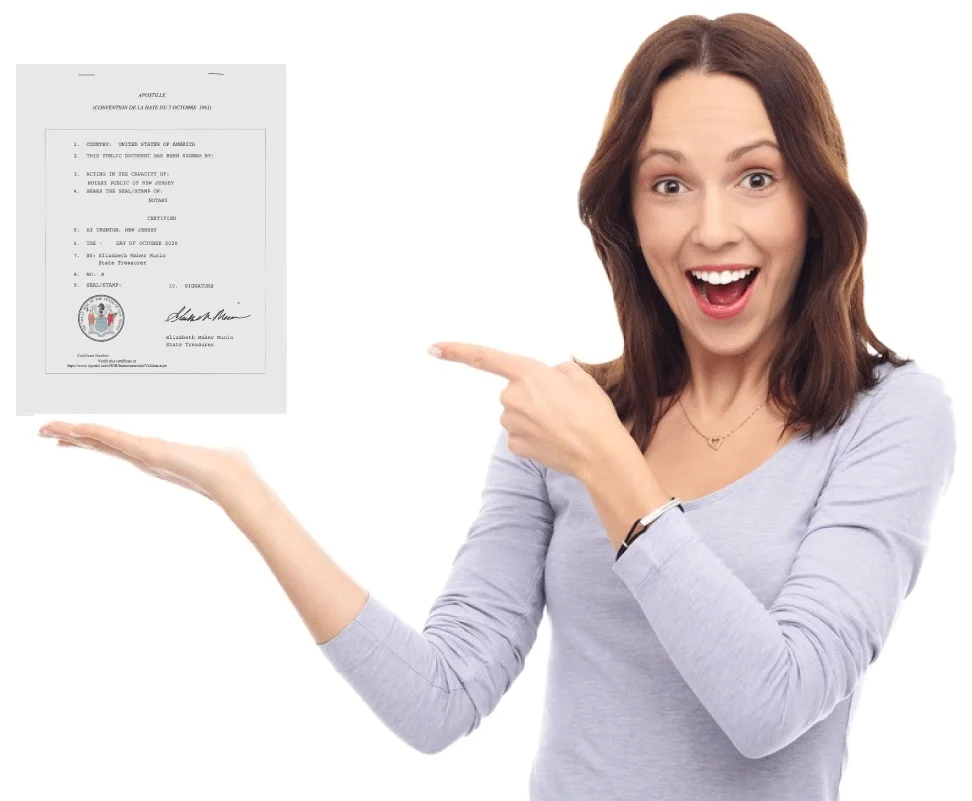 APOSTILLE
(CONVENTION DE LA HAYE DU 5 OCTOBRE 1961)
1. COUNTRY: UNITED STATES OF AMERICA
2. THIS PUBLIC DOCUMENT HAS BEEN SIGNED BY:
3. ACTING IN THE CAPACITY OF:
NOTARY PUBLIC OF NEW JERSEY
4. BEARS THE SEAL/STAMP OF:
NOTARY
CERTIFIED
5. AT TRENTON, NEW JERSEY
6. THE - DAY OF OCTOBER 2020
7. BY: Elizabeth Maher Muoio
State Treasurer
8. NO: A
9. SEAL/STAMP: 10. SIGNATURE
Elizabeth Maher Muoio
State Treasurer
Certificate Number:
Verify this certificate at